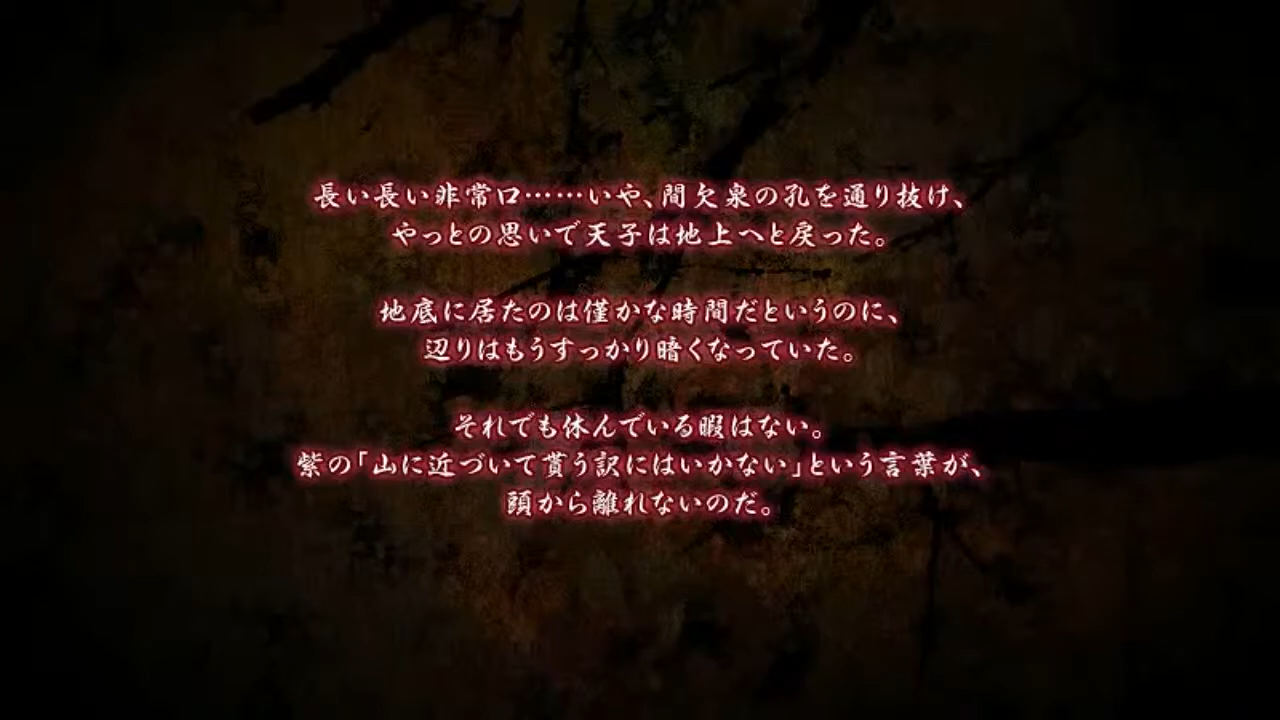 長い長い非常口……いや、間欠泉の孔を通り抜け、
やっとの思いで天子は地上へと戻った。
地底に居たのは僅かな時間だというのに、
辺りはもうすっかり暗くなっていた。
それでも休んでいる暇はない。
紫の「山に近づいて貰う訳にはいかない」という言葉が、
頭から離れないのだ。